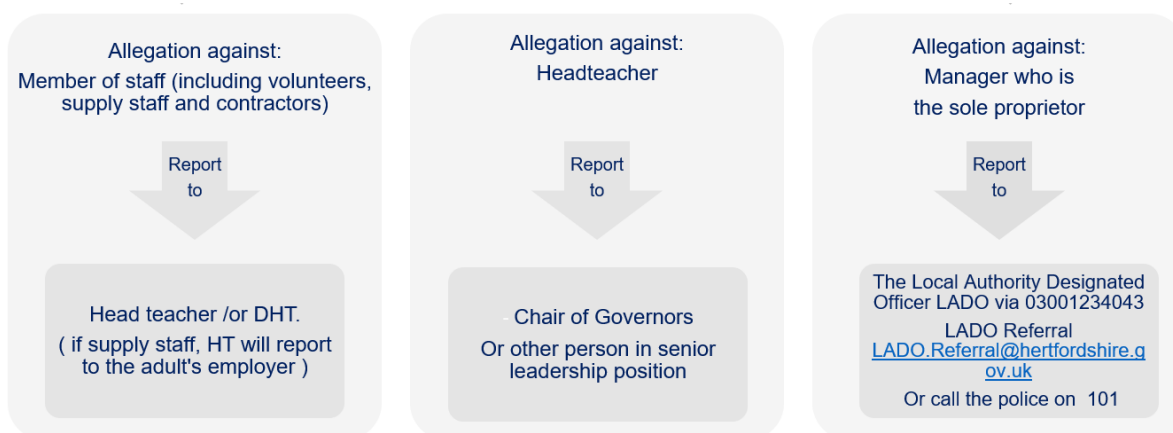 Allegation against:
Member of staff (including volunteers,
supply staff and contractors)
Report
to
Head teacher /or DHT.
( if supply staff, HT will report
to the adult's employer )
Allegation against:
Headteacher
Report
to
- Chair of Governors
Or other person in senior
leadership position
Allegation against:
Manager who is
the sole proprietor
Report
to
The Local Authority Designated
Officer LADO via 03001234043
LADO Referral
LADO.Referral@hertfordshire.g
ov.uk
Or call the police on 101